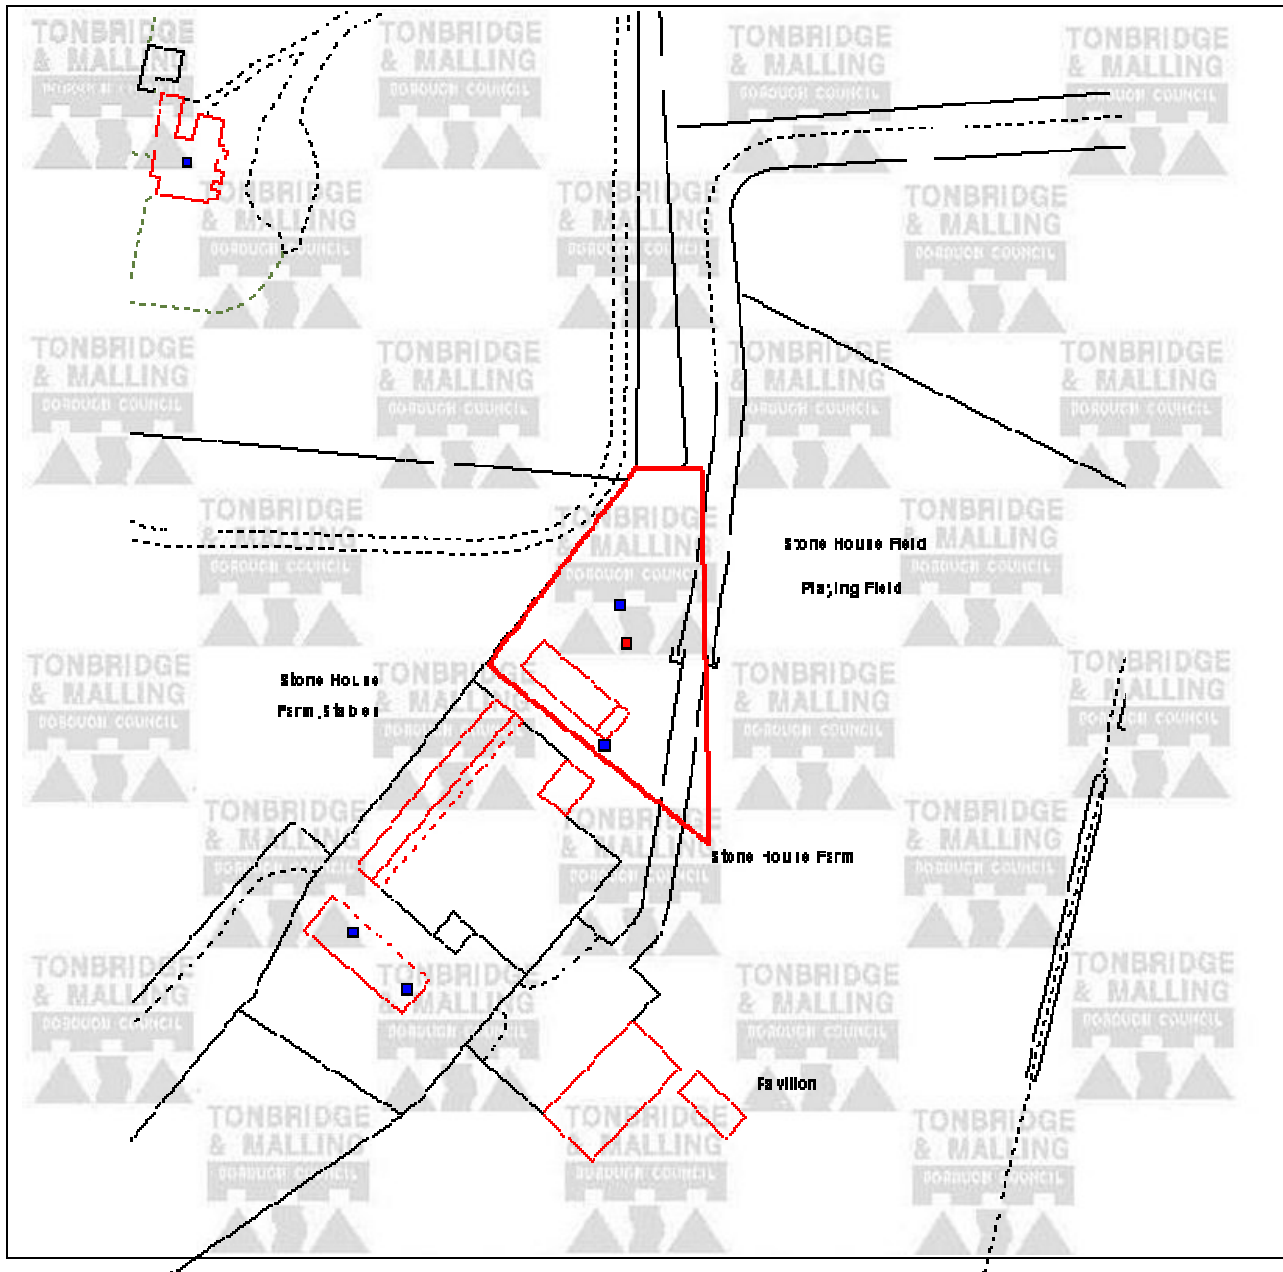 TONBRIDGE
& MALLING
BOROUGH COUNCIL
Stone House Field
Playing Field
Stone House
Farm, Stables
Stone House Farm
Pavilion